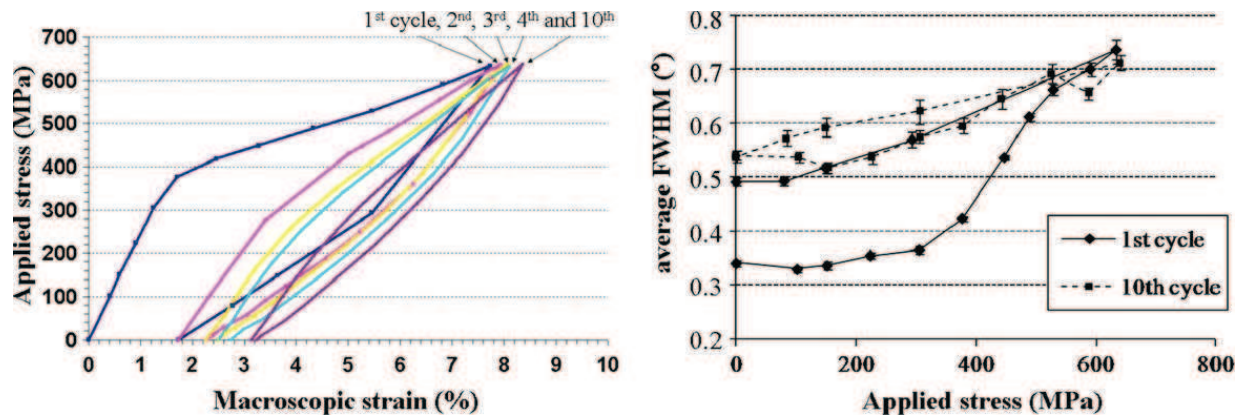 1st cycle, 2nd, 3rd, 4th and 10th
Applied stress (MPa)
700
600
500
400
300
200
100
0
0 1 2 3 4 5 6 7 8 9 10
Macroscopic strain (%)
average FWHM (°)
0.8
0.7
0.6
0.5
0.4
0.3
0.2
1st cycle
10th cycle
0 200 400 600 800
Applied stress (MPa)